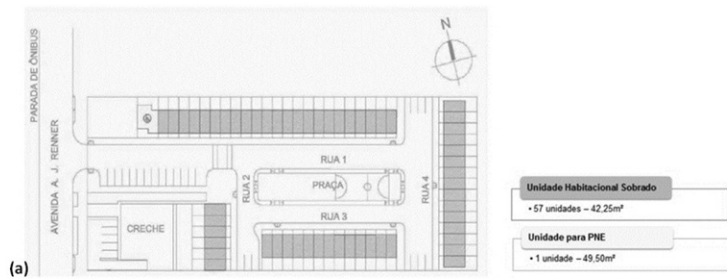 PARADA DE ÔNIBUS
AVENIDA A. J. RENNER
RUA 1
RUA 2
PRAÇA
RUA 4
RUA 3
CRECHE
(a)
N
Unidade Habitacional Sobrado
• 57 unidades – 42,25m²
Unidade para PNE
• 1 unidade – 49,50m²